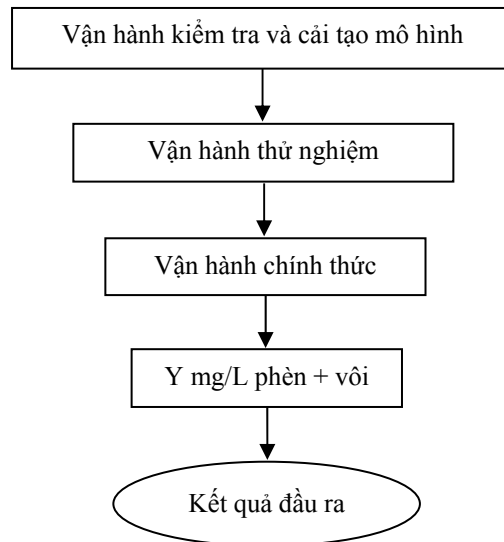 Vận hành kiểm tra và cải tạo mô hình
Vận hành thử nghiệm
Vận hành chính thức
Y mg/L phèn + vôi
Kết quả đầu ra